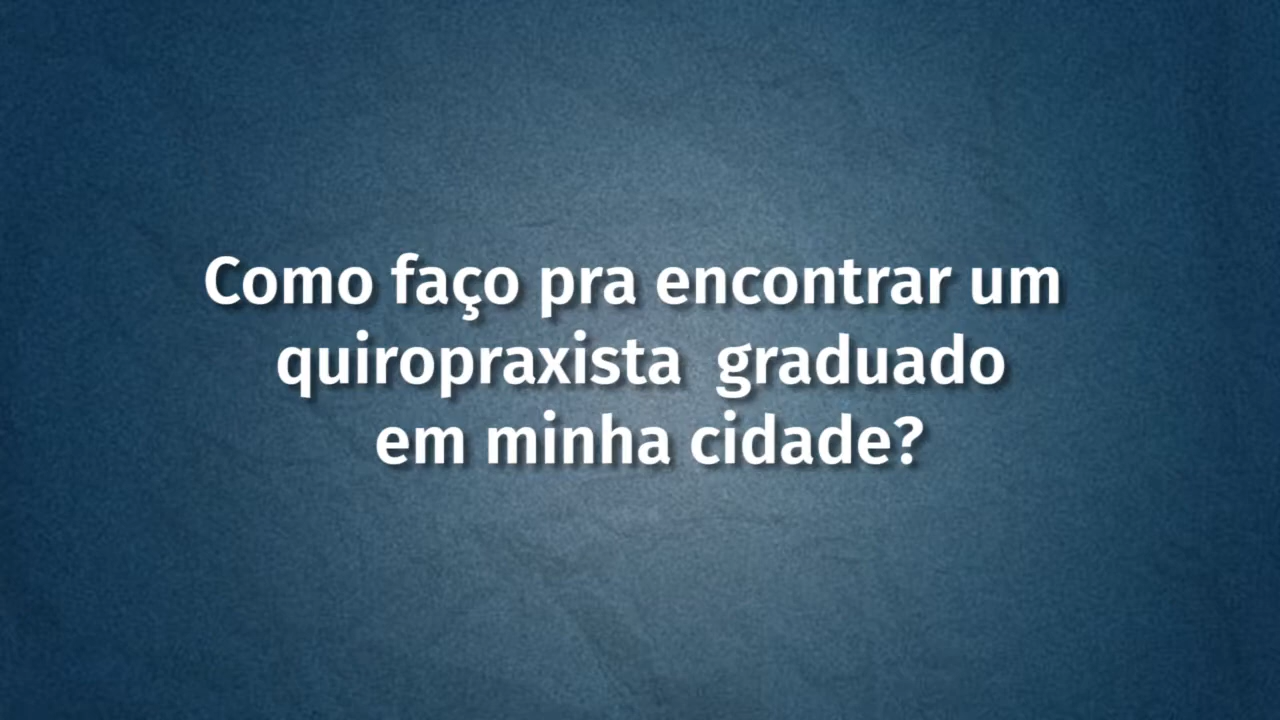 Como faço pra encontrar um
quiropraxista graduado
em minha cidade?